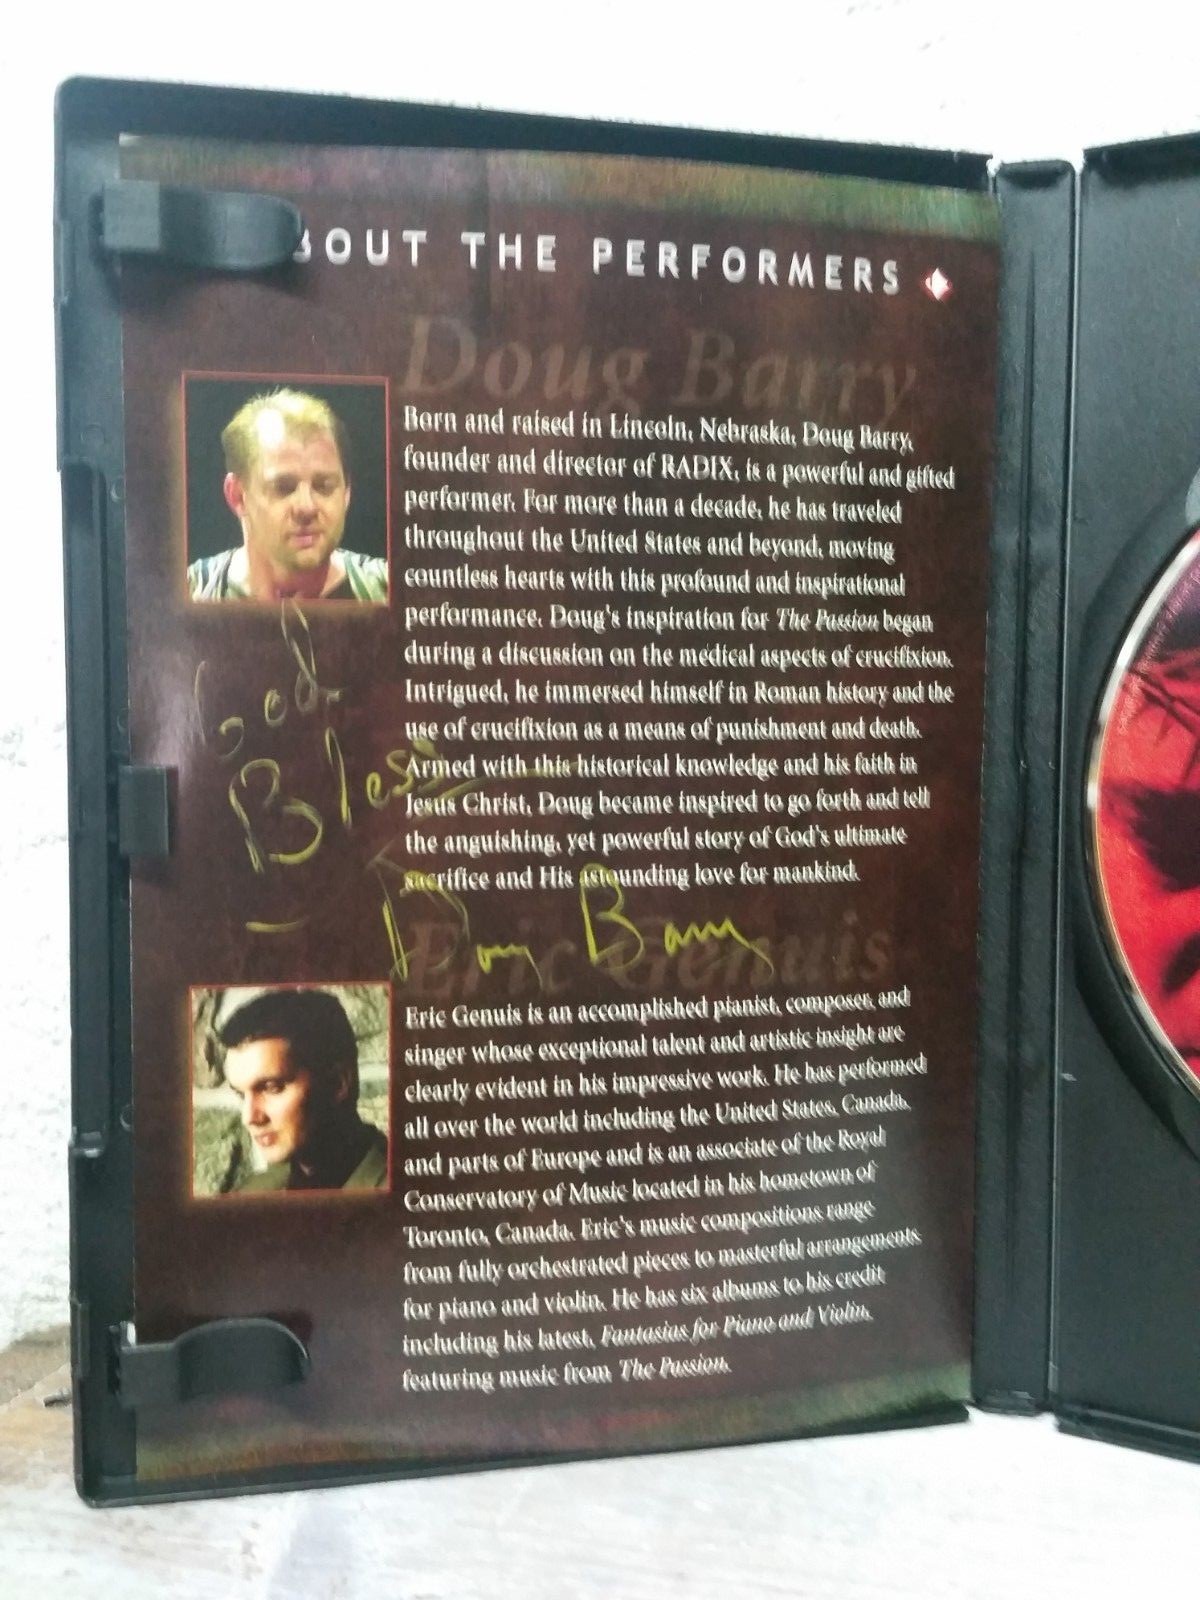 BOUT THE PERFORMERS
Doug Barry
Born and raised in Lincoln, Nebraska, Doug Barry,
founder and director of RADIX, is a powerful and gifted
performer. For more than a decade, he has traveled
throughout the United States and beyond, moving
countless hearts with this profound and inspirational
performance. Doug's inspiration for The Passion began
during a discussion on the medical aspects of crucifixion.
Intrigued, he immersed himself in Roman history and the
use of crucifixion as a means of punishment and death.
Armed with this historical knowledge and his faith in
Jesus Christ, Doug became inspired to go forth and tell
the anguishing, yet powerful story of God's ultimate
sacrifice and His astounding love for mankind.
God
Bless
- Doug Barry
Eric Genuis
Eric Genuis is an accomplished pianist, composer, and
singer whose exceptional talent and artistic insight are
clearly evident in his impressive work. He has performed
all over the world including the United States, Canada,
and parts of Europe and is an associate of the Royal
Conservatory of Music located in his hometown of
Toronto, Canada. Eric's music compositions range
from fully orchestrated pieces to masterful arrangements
for piano and violin. He has six albums to his credit
including his latest, Fantasias for Piano and Violin,
featuring music from The Passion.